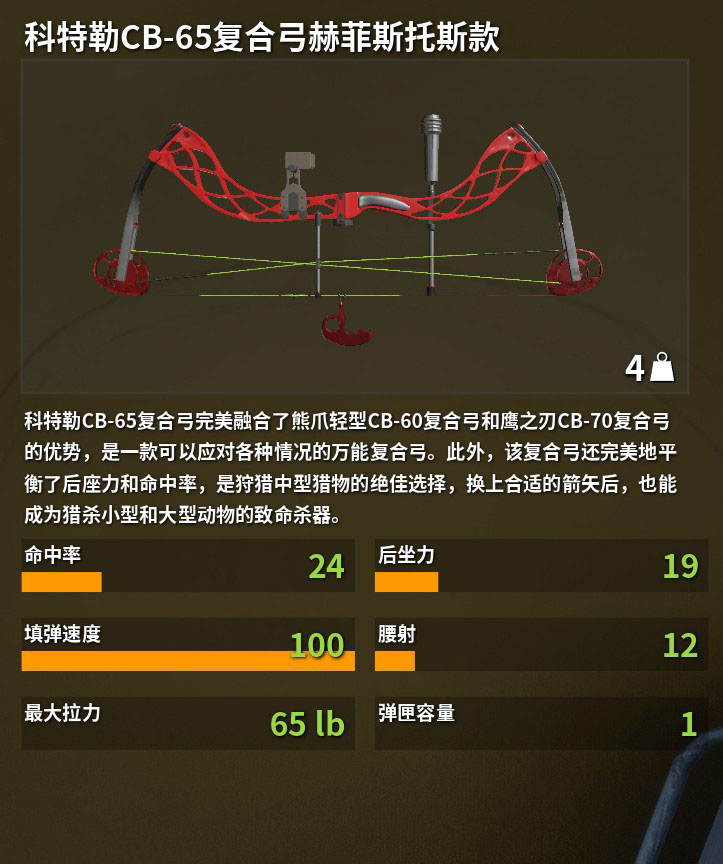 科特勒CB-65复合弓赫菲斯托斯款
4
科特勒CB-65复合弓完美融合了熊爪轻型CB-60复合弓和鹰之刃CB-70复合弓
的优势，是一款可以应对各种情况的万能复合弓。此外，该复合弓还完美地平
衡了后座力和命中率，是狩猎中型猎物的绝佳选择，换上合适的箭矢后，也能
成为猎杀小型和大型动物的致命杀器。
命中率 24
后坐力 19
填弹速度 100
腰射 12
最大拉力 65 lb
弹匣容量 1